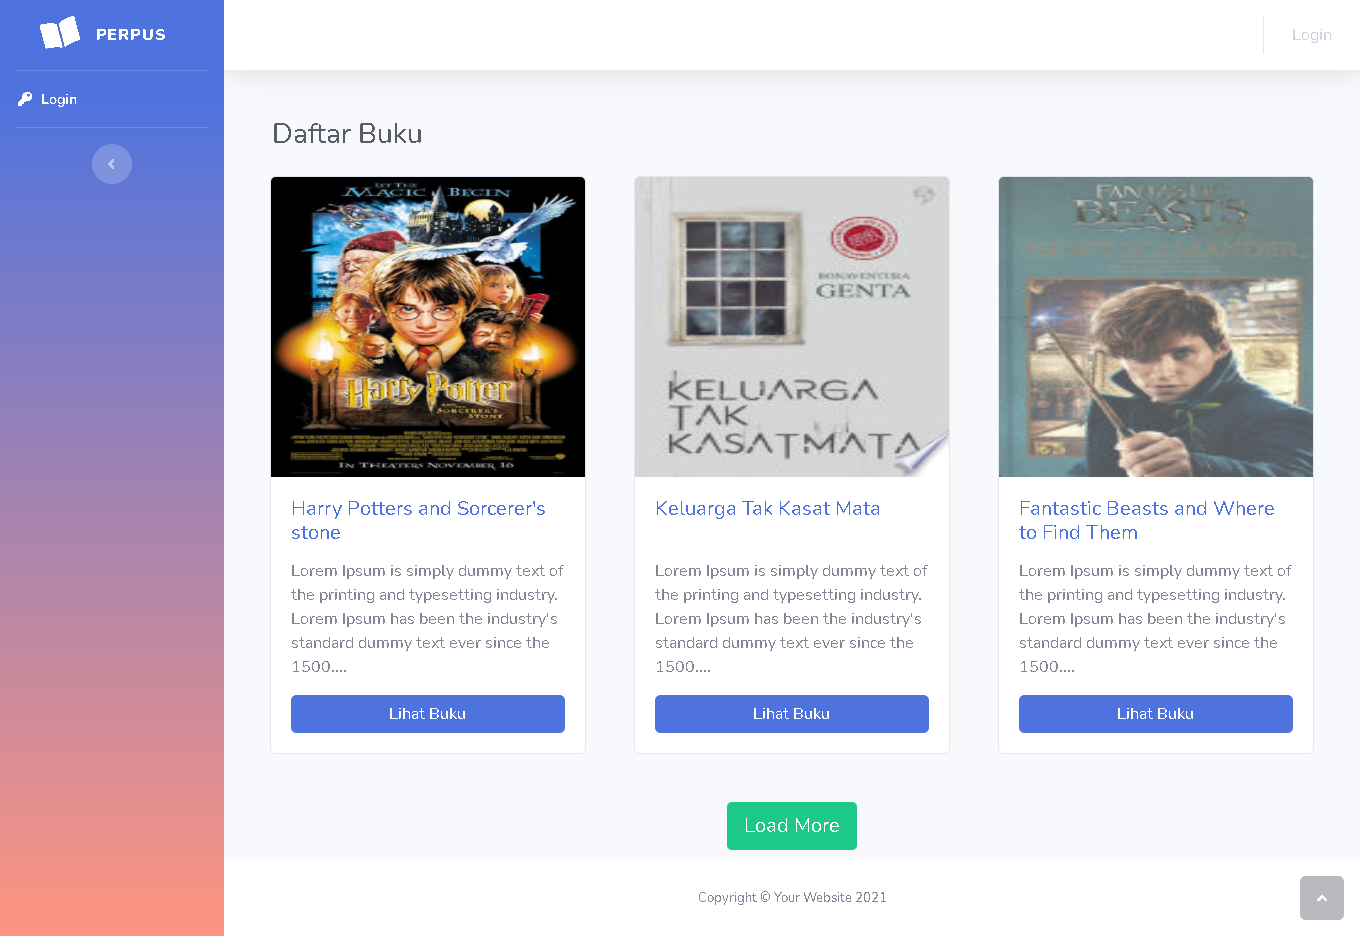 PERPUS
Login
Login
Daftar Buku
LET THE
MAGIC BEGIN
Harry Potter
AND THE
SORCERER'S
STONE
IN THEATERS NOVEMBER 16
BONAVENTURA
GENTA
KELUARGA
TAK
KASATMATA
FANTASTIC
BEASTS
NEWT SCAMANDER
Harry Potters and Sorcerer's
stone
Lorem Ipsum is simply dummy text of
the printing and typesetting industry.
Lorem Ipsum has been the industry's
standard dummy text ever since the
1500....
Lihat Buku
Keluarga Tak Kasat Mata
Lorem Ipsum is simply dummy text of
the printing and typesetting industry.
Lorem Ipsum has been the industry's
standard dummy text ever since the
1500....
Lihat Buku
Fantastic Beasts and Where
to Find Them
Lorem Ipsum is simply dummy text of
the printing and typesetting industry.
Lorem Ipsum has been the industry's
standard dummy text ever since the
1500....
Lihat Buku
Load More
Copyright © Your Website 2021